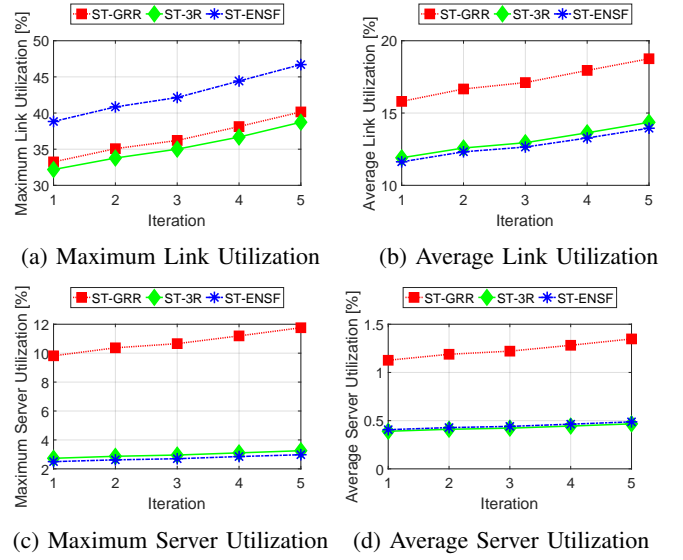 ST-GRR ST-3R ST-ENSF
Maximum Link Utilization [%]
50
45
40
35
30
1 2 3 4 5
Iteration
(a) Maximum Link Utilization
ST-GRR ST-3R ST-ENSF
Average Link Utilization [%]
20
15
10
1 2 3 4 5
Iteration
(b) Average Link Utilization
ST-GRR ST-3R ST-ENSF
Maximum Server Utilization [%]
12
10
8
6
4
2
1 2 3 4 5
Iteration
(c) Maximum Server Utilization
ST-GRR ST-3R ST-ENSF
Average Server Utilization [%]
1.5
1
0.5
0
1 2 3 4 5
Iteration
(d) Average Server Utilization